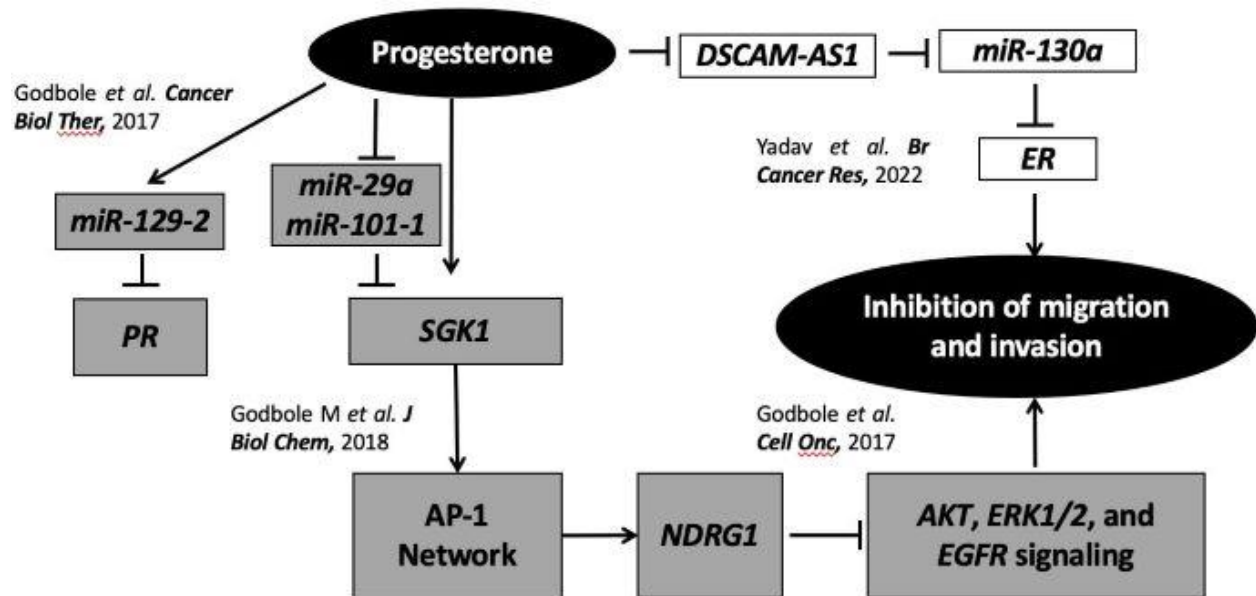 Progesterone
DSCAM-AS1
miR-130a
Godbole et al. Cancer
Biol Ther, 2017
Yadav et al. Br
Cancer Res, 2022
ER
miR-29a
miR-101-1
miR-129-2
PR
SGK1
Inhibition of migration
and invasion
Godbole M et al. J
Biol Chem, 2018
Godbole et al.
Cell Onc, 2017
AP-1
Network
NDRG1
AKT, ERK1/2, and
EGFR signaling